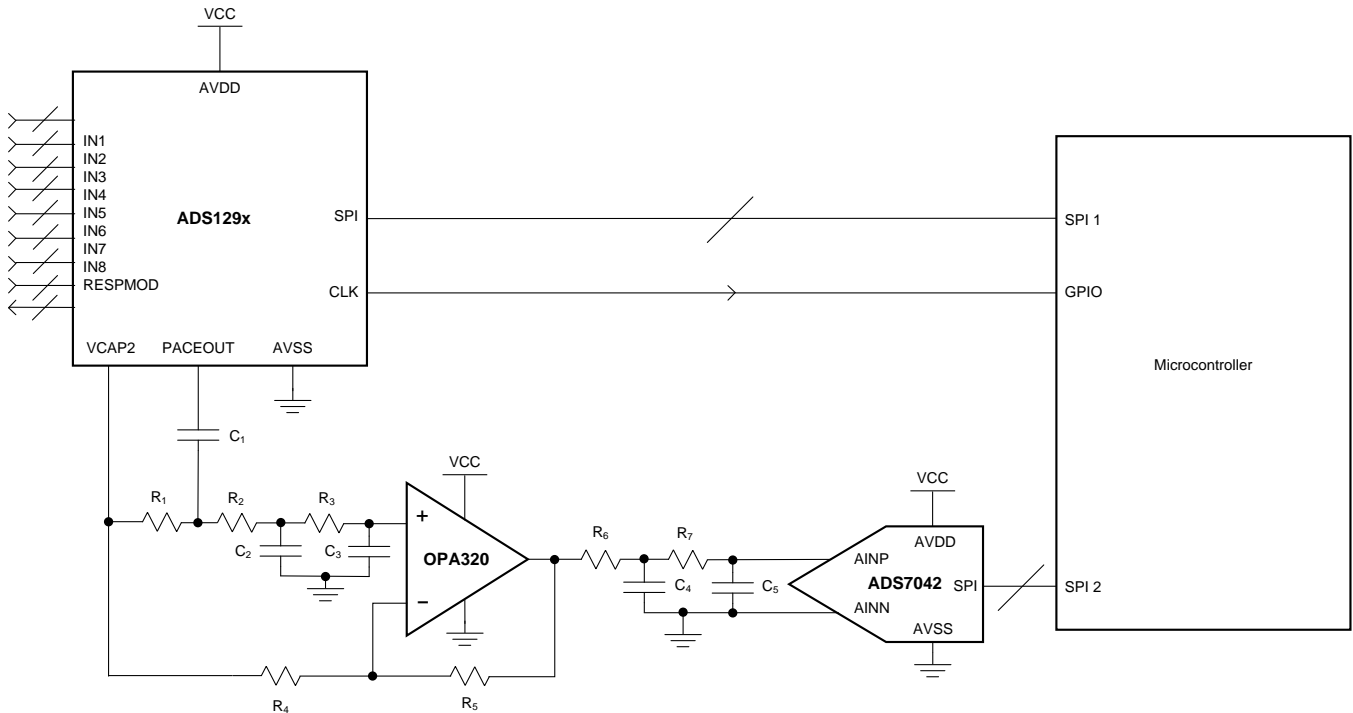 VCC
AVDD
IN1
IN2
IN3
IN4
IN5
IN6
IN7
IN8
RESPMOD
ADS129x
SPI
CLK
VCAP2 PACEOUT AVSS
SPI 1
GPIO
Microcontroller
SPI 2
C₁
R₁ R₂ R₃
C₂ C₃
VCC
+
OPA320
−
R₄ R₅
R₆ R₇
C₄ C₅
VCC
AVDD
AINP
ADS7042
SPI
AINN
AVSS